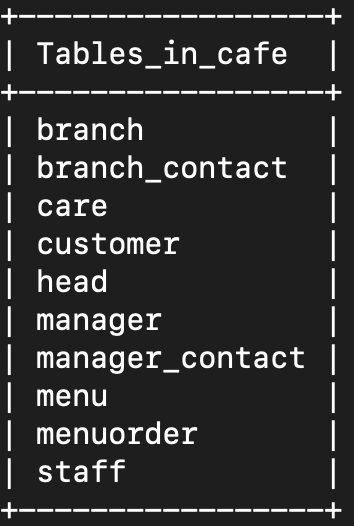 +-----------------+
| Tables_in_cafe  |
+-----------------+
| branch          |
| branch_contact  |
| care            |
| customer        |
| head            |
| manager         |
| manager_contact |
| menu            |
| menuorder       |
| staff           |
+-----------------+